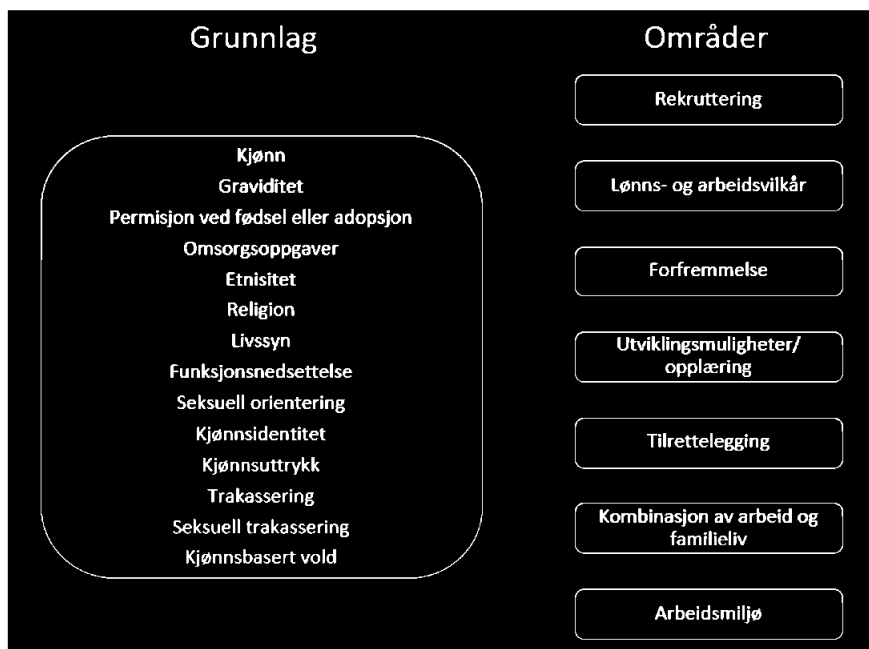 Grunnlag
Kjønn
Graviditet
Permisjon ved fødsel eller adopsjon
Omsorgsoppgaver
Etnisitet
Religion
Livssyn
Funksjonsnedsettelse
Seksuell orientering
Kjønnsidentitet
Kjønnsuttrykk
Trakassering
Seksuell trakassering
Kjønnsbasert vold
Områder
Rekruttering
Lønns- og arbeidsvilkår
Forfremmelse
Utviklingsmuligheter/
opplæring
Tilrettelegging
Kombinasjon av arbeid og
familieliv
Arbeidsmiljø